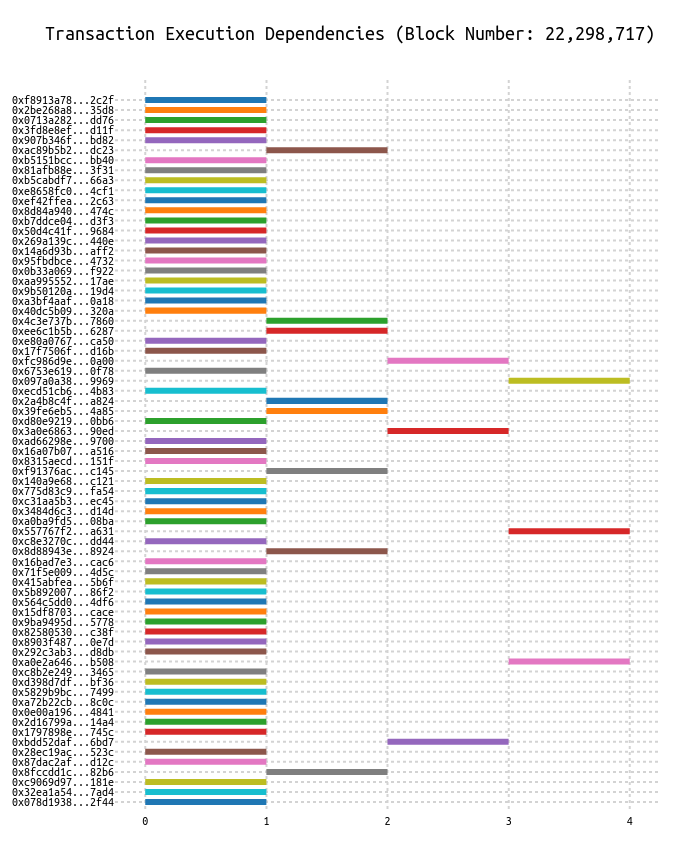 Transaction Execution Dependencies (Block Number: 22,298,717)
0xf8913a78...2c2f
0x2be268a8...35d8
0x0713a282...dd76
0x3fd8e8ef...d11f
0x907b346f...bd82
0xac89b5b2...dc23
0xb5151bcc...bb40
0x81afb88e...3f31
0xb5cabdf7...66a3
0xe8658fc0...4cf1
0xef42ffea...2c63
0x8d84a940...474c
0xb7ddce04...d3f3
0x50d4c41f...9684
0x269a139c...440e
0x14a6d93b...aff2
0x95fbdbce...4732
0x0b33a069...f922
0xaa995552...17ae
0x9b50120a...19d4
0xa3bf4aaf...0a18
0x40dc5b09...320a
0x4c3e737b...7860
0xee6c1b5b...6287
0xe80a0767...ca50
0x17f7506f...d16b
0xfc986d9e...0a00
0x6753e619...0f78
0x097a0a38...9969
0xecd51cb6...4b83
0x2a4b8c4f...a824
0x39fe6eb5...4a85
0xd80e9219...0bb6
0x3a0e6863...90ed
0xad66298e...9700
0x16a07b07...a516
0x8315aecd...151f
0xf91376ac...c145
0x140a9e68...c121
0x775d83c9...fa54
0xc31aa5b3...ec45
0x3484d6c3...d14d
0xa0ba9fd5...08ba
0x557767f2...a631
0xc8e3270c...dd44
0x8d88943e...8924
0x16bad7e3...cac6
0x71f5e009...4d5c
0x415abfea...5b6f
0x5b892007...86f2
0x564c5dd0...4df6
0x15df8703...cace
0x9ba9495d...5778
0x82580530...c38f
0x8903f487...0e7d
0x292c3ab3...d8db
0xa0e2a646...b508
0xc8b2e249...3465
0xd398d7df...bf36
0x5829b9bc...7499
0xa72b22cb...8c0c
0x0e00a196...4841
0x2d16799a...14a4
0x1797898e...745c
0xbdd52daf...6bd7
0x28ec19ac...523c
0x87dac2af...d12c
0x8fccdd1c...82b6
0xc9069d97...181e
0x32ea1a54...7ad4
0x078d1938...2f44
0 1 2 3 4